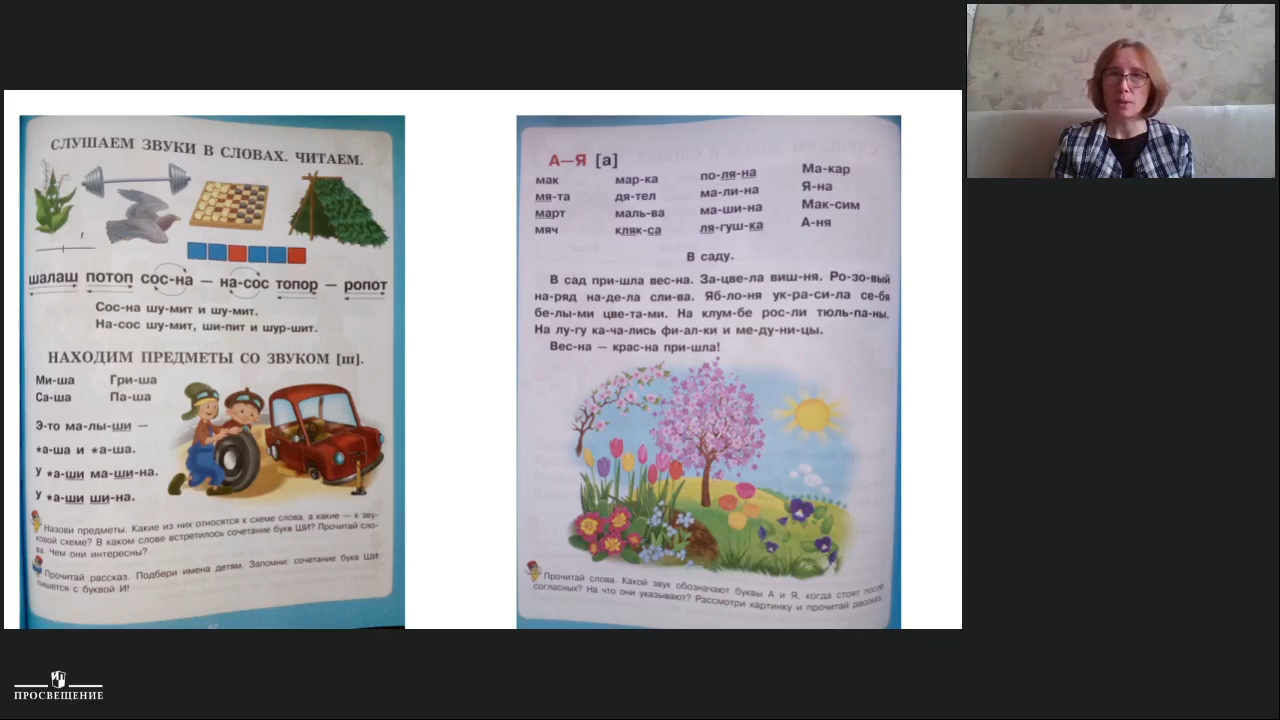 СЛУШАЕМ ЗВУКИ В СЛОВАХ. ЧИТАЕМ.
шалаш потоп сос-на — на-сос топор — ропот
Сос-на шу-мит и шу-мит.
На-сос шу-мит, ши-пит и шур-шит.
НАХОДИМ ПРЕДМЕТЫ СО ЗВУКОМ [ш].
Ми-ша Гри-ша
Са-ша Па-ша
Э-то ма-лы-ши —
*а-ша и *а-ша.
У *а-ши ма-ши-на.
У *а-ши ши-на.
Назови предметы. Какие из них относятся к схеме слова, а какие — к зву-
ковой схеме? В каком слове встретилось сочетание букв ШИ? Прочитай сло-
ва. Чем они интересны?
Прочитай рассказ. Подбери имена детям. Запомни: сочетание букв ШИ
пишется с буквой И!
А—Я [а]
мак мар-ка по-ля-на Ма-кар
мя-та дя-тел ма-ли-на Я-на
март маль-ва ма-ши-на Мак-сим
мяч кляк-са ля-гуш-ка А-ня
В саду.
В сад при-шла вес-на. За-цве-ла виш-ня. Ро-зо-вый
на-ряд на-де-ла сли-ва. Яб-ло-ня ук-ра-си-ла се-бя
бе-лы-ми цве-та-ми. На клум-бе рос-ли тюль-па-ны.
На лу-гу ка-ча-лись фи-ал-ки и ме-ду-ни-цы.
Вес-на — крас-на при-шла!
Прочитай слова. Какой звук обозначают буквы А и Я, когда стоят после
согласных? На что они указывают? Рассмотри картинку и прочитай рассказ.
ПРОСВЕЩЕНИЕ